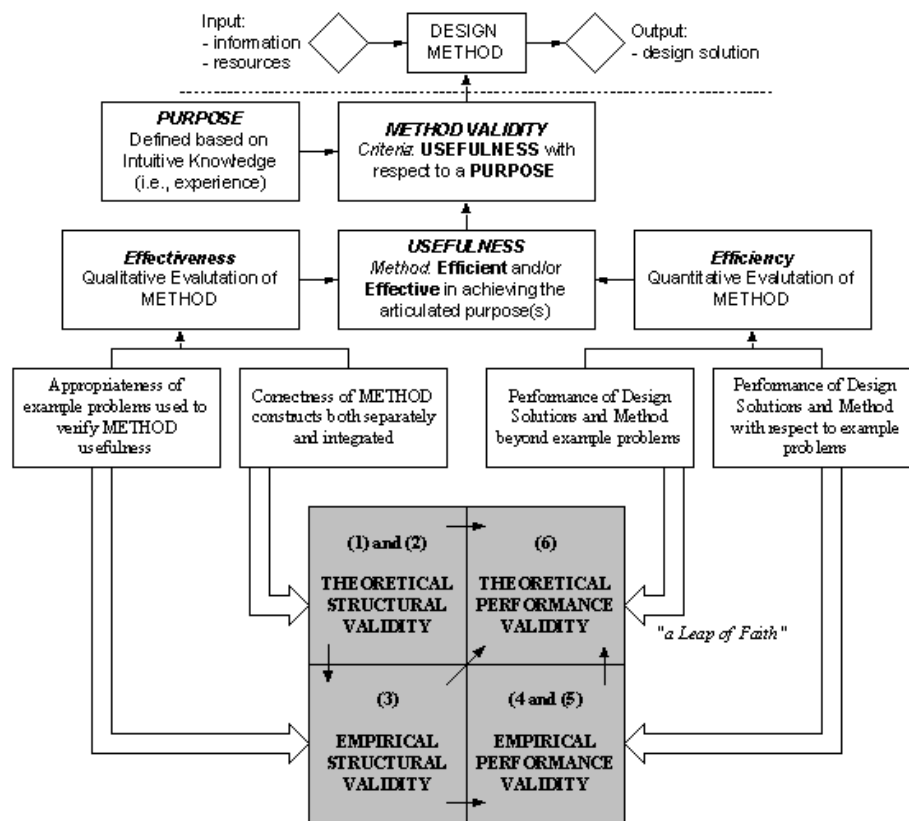 Input:
- information
- resources
DESIGN
METHOD
Output:
- design solution
PURPOSE
Defined based on
Intuitive Knowledge
(i.e., experience)
METHOD VALIDITY
Criteria: USEFULNESS with
respect to a PURPOSE
Effectiveness
Qualitative Evalutation of
METHOD
USEFULNESS
Method: Efficient and/or
Effective in achieving the
articulated purpose(s)
Efficiency
Quantitative Evalutation of
METHOD
Appropriateness of
example problems used to
verify METHOD
usefulness
Correctness of METHOD
constructs both separately
and integrated
Performance of Design
Solutions and Method
beyond example problems
Performance of Design
Solutions and Method
with respect to example
problems
(1) and (2)
THEORETICAL
STRUCTURAL
VALIDITY
(6)
THEORETICAL
PERFORMANCE
VALIDITY
"a Leap of Faith"
(3)
EMPIRICAL
STRUCTURAL
VALIDITY
(4 and (5)
EMPIRICAL
PERFORMANCE
VALIDITY